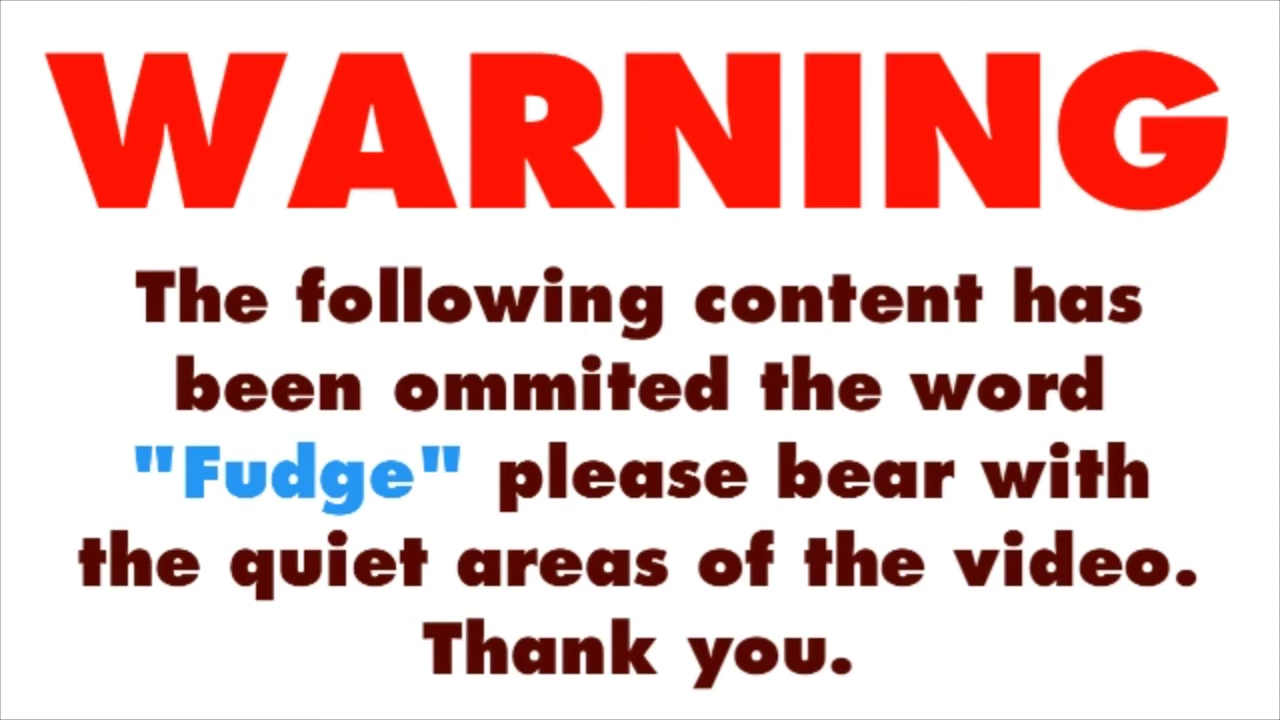 WARNING
The following content has
been ommited the word
"Fudge" please bear with
the quiet areas of the video.
Thank you.